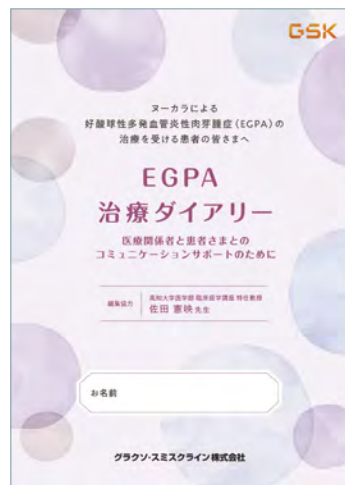 GSK
ヌーカラによる
好酸球性多発血管炎性肉芽腫症(EGPA)の
治療を受ける患者の皆さまへ
EGPA
治療ダイアリー
医療関係者と患者さまとの
コミュニケーションサポートのために
編集協力
高知大学医学部 臨床疫学講座 特任教授
佐田 憲映 先生
お名前
グラクソ・スミスクライン株式会社